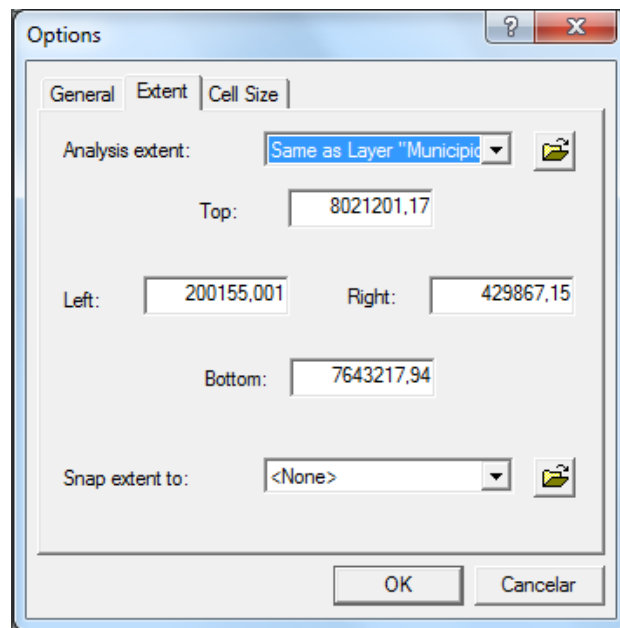 Options
General Extent Cell Size
Analysis extent: Same as Layer "Municipic
Top: 8021201,17
Left: 200155,001 Right: 429867,15
Bottom: 7643217,94
Snap extent to: <None>
OK Cancelar